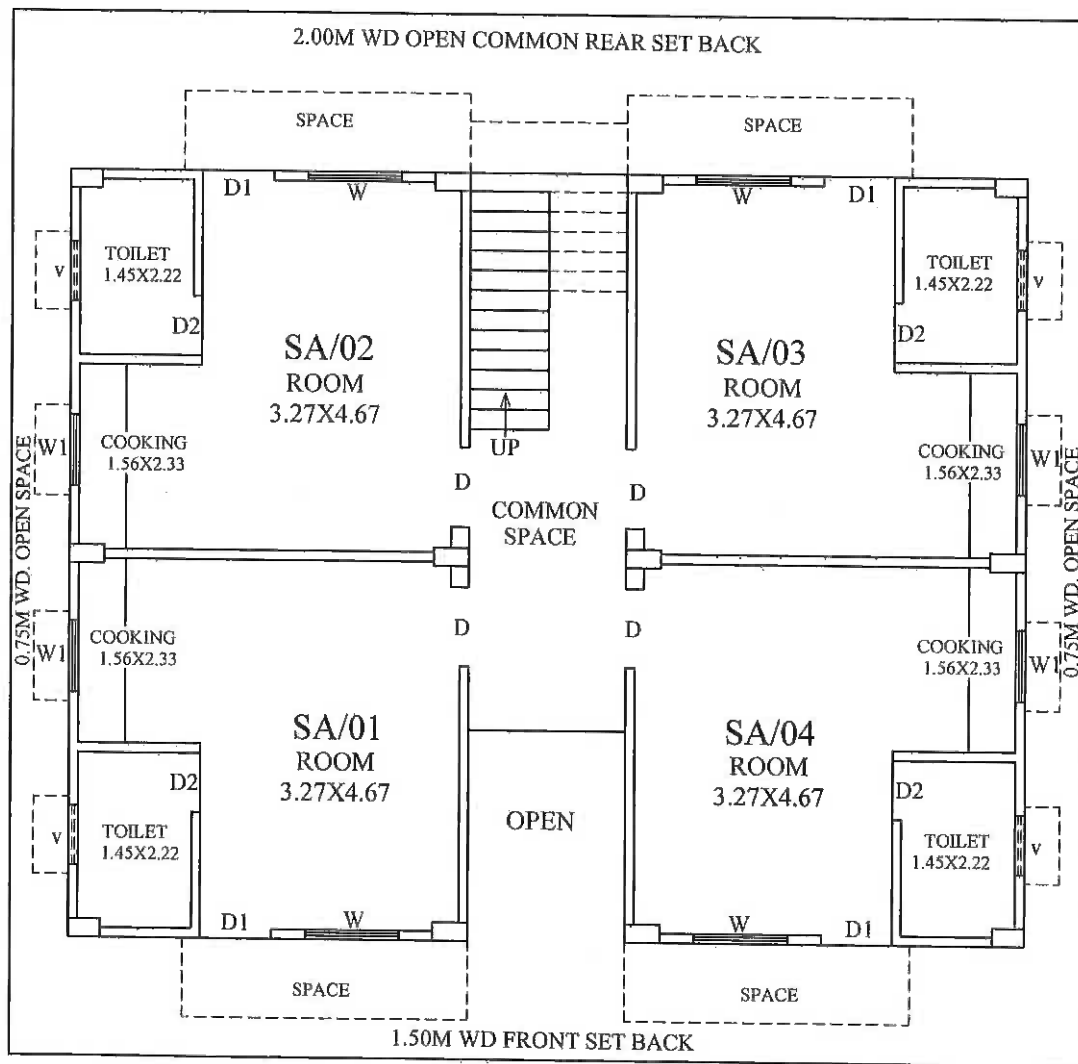 2.00M WD OPEN COMMON REAR SET BACK
SPACE
SPACE
D1
W
W
D1
TOILET
1.45X2.22
v
D2
TOILET
1.45X2.22
v
D2
SA/02
ROOM
3.27X4.67
SA/03
ROOM
3.27X4.67
UP
W1
COOKING
1.56X2.33
COOKING
1.56X2.33
W1
D
D
COMMON
SPACE
0.75M WD. OPEN SPACE
0.75M WD. OPEN SPACE
W1
COOKING
1.56X2.33
D
D
COOKING
1.56X2.33
W1
SA/01
ROOM
3.27X4.67
SA/04
ROOM
3.27X4.67
D2
D2
OPEN
v
TOILET
1.45X2.22
TOILET
1.45X2.22
v
D1
W
W
D1
SPACE
SPACE
1.50M WD FRONT SET BACK